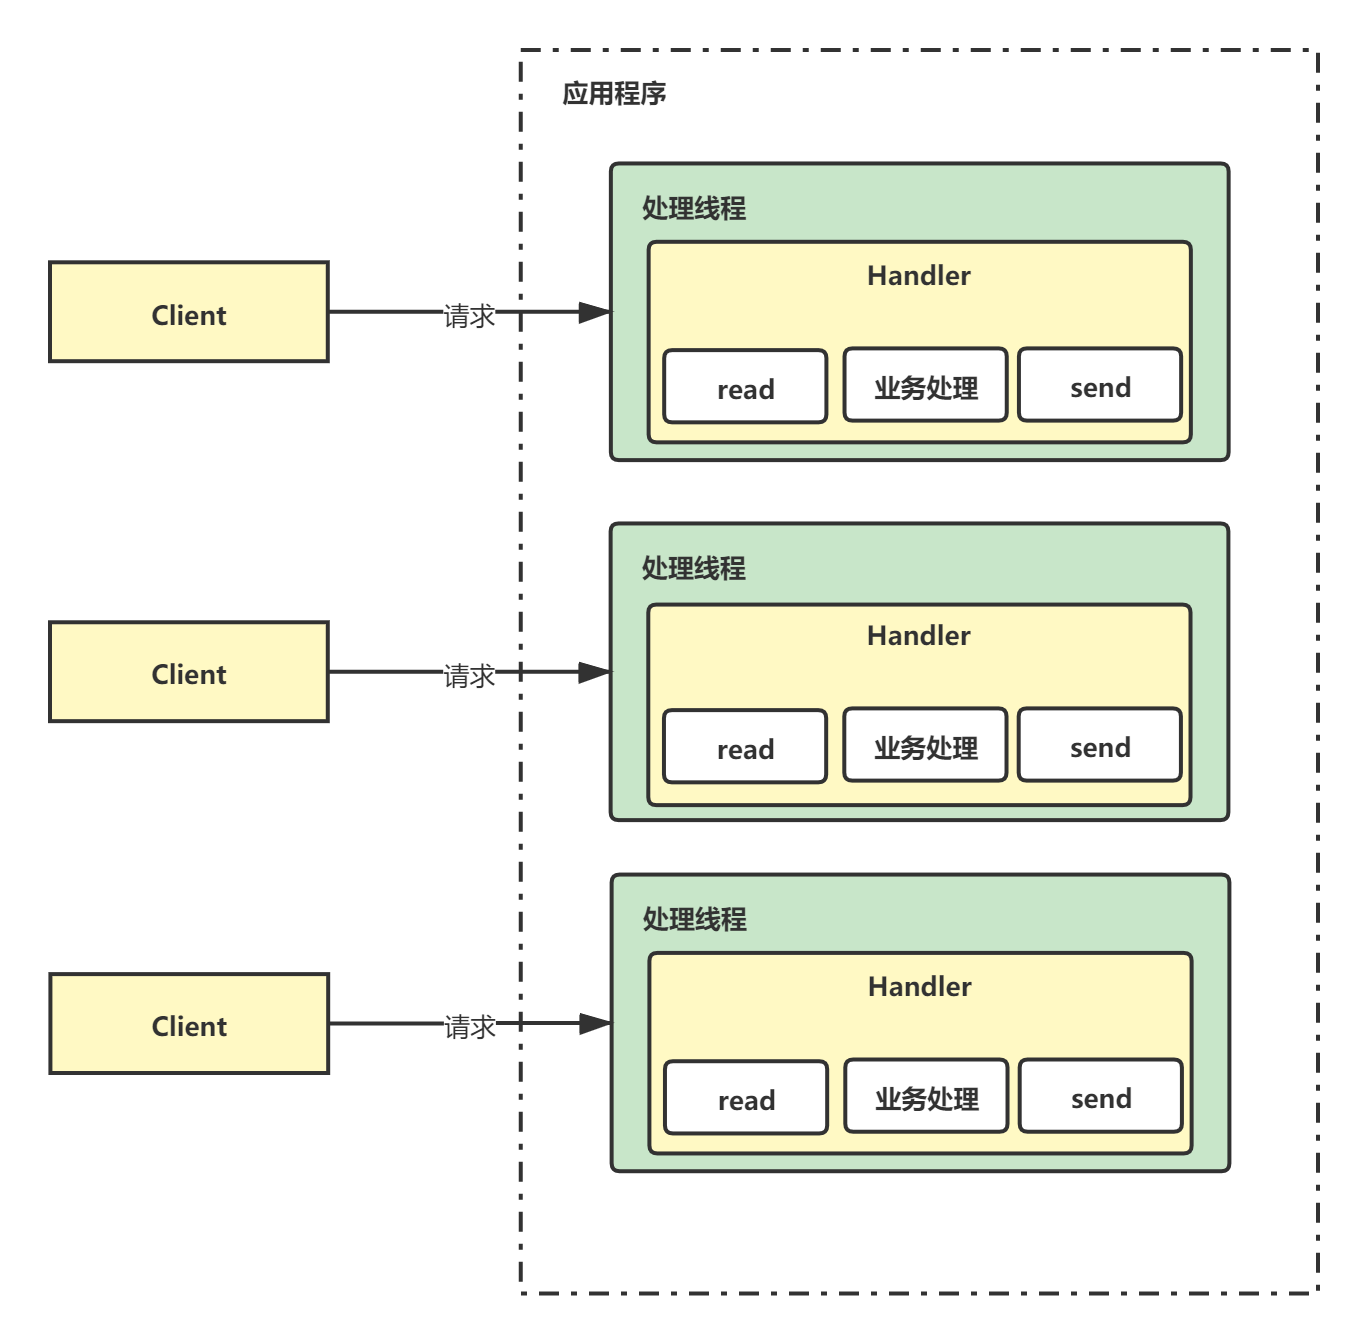 应用程序
处理线程
Handler
Client
请求
read
业务处理
send
处理线程
Handler
Client
请求
read
业务处理
send
处理线程
Handler
Client
请求
read
业务处理
send